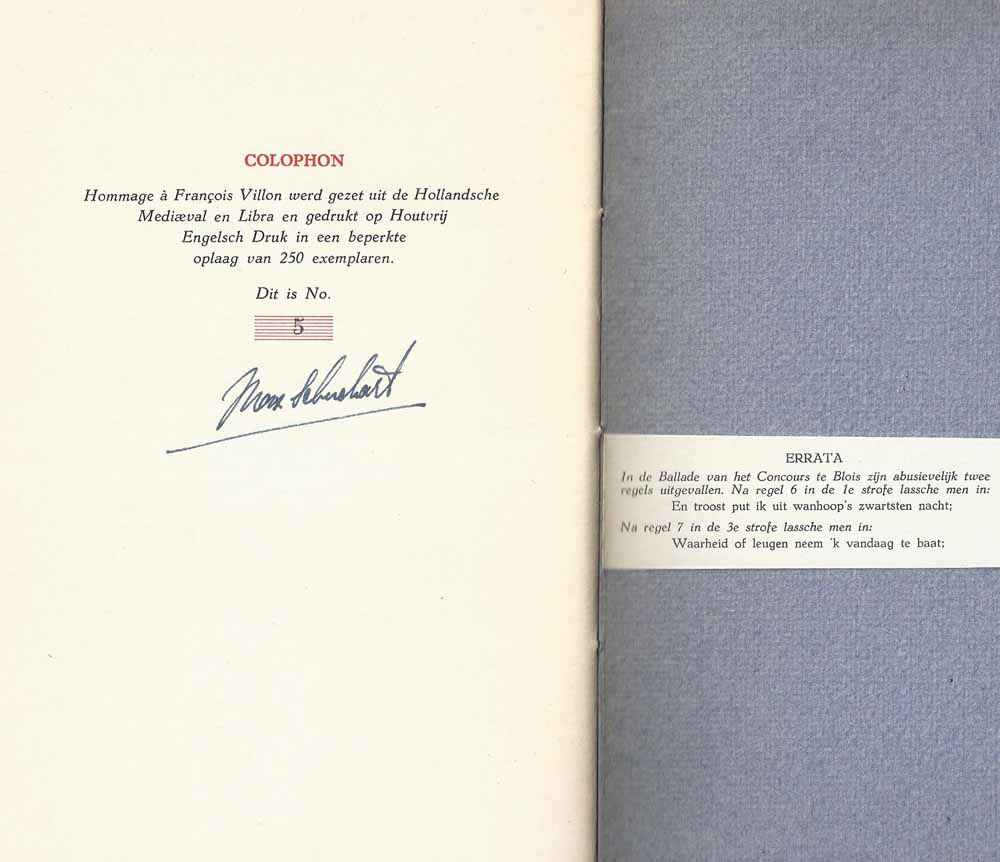 COLOPHON
Hommage à François Villon werd gezet uit de Hollandsche
Mediæval en Libra en gedrukt op Houtvrij
Engelsch Druk in een beperkte
oplaag van 250 exemplaren.
Dit is No.
5
Max Schuchart
ERRATA
In de Ballade van het Concours te Blois zijn abusievelijk twee
regels uitgevallen. Na regel 6 in de 1e strofe lassche men in:
En troost put ik uit wanhoop's zwartsten nacht;
Na regel 7 in de 3e strofe lassche men in:
Waarheid of leugen neem 'k vandaag te baat;